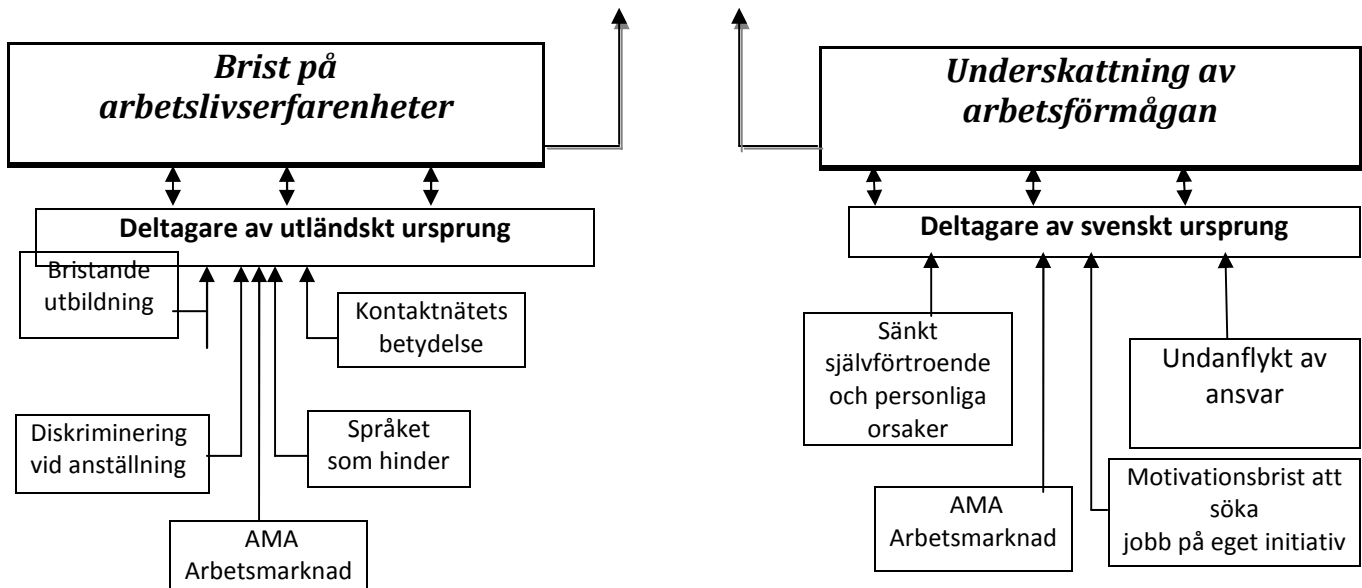 Brist på
arbetslivserfarenheter
Deltagare av utländskt ursprung
Bristande
utbildning
Kontaktnätets
betydelse
Diskriminering
vid anställning
Språket
som hinder
AMA
Arbetsmarknad
Underskattning av
arbetsförmågan
Deltagare av svenskt ursprung
Sänkt
självförtroende
och personliga
orsaker
Undanflykt av
ansvar
AMA
Arbetsmarknad
Motivationsbrist att
söka
jobb på eget initiativ